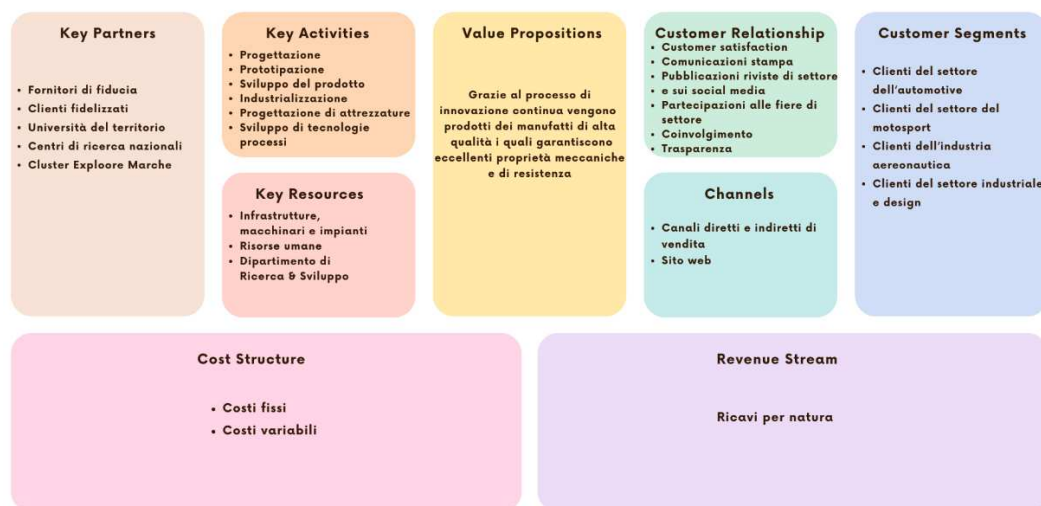 Key Partners
Fornitori di fiducia
Clienti fidelizzati
Università del territorio
Centri di ricerca nazionali
Cluster Exploore Marche
Key Activities
Progettazione
Prototipazione
Sviluppo del prodotto
Industrializzazione
Progettazione di attrezzature
Sviluppo di tecnologie
processi
Key Resources
Infrastrutture,
macchinari e impianti
Risorse umane
Dipartimento di
Ricerca & Sviluppo
Value Propositions
Grazie al processo di
innovazione continua vengono
prodotti dei manufatti di alta
qualità i quali garantiscono
eccellenti proprietà meccaniche
e di resistenza
Customer Relationship
Customer satisfaction
Comunicazioni stampa
Pubblicazioni riviste di settore
e sui social media
Partecipazioni alle fiere di
settore
Coinvolgimento
Trasparenza
Channels
Canali diretti e indiretti di
vendita
Sito web
Customer Segments
Clienti del settore
dell'automotive
Clienti del settore del
motosport
Clienti dell'industria
aereonautica
Clienti del settore industriale
e design
Cost Structure
Costi fissi
Costi variabili
Revenue Stream
Ricavi per natura